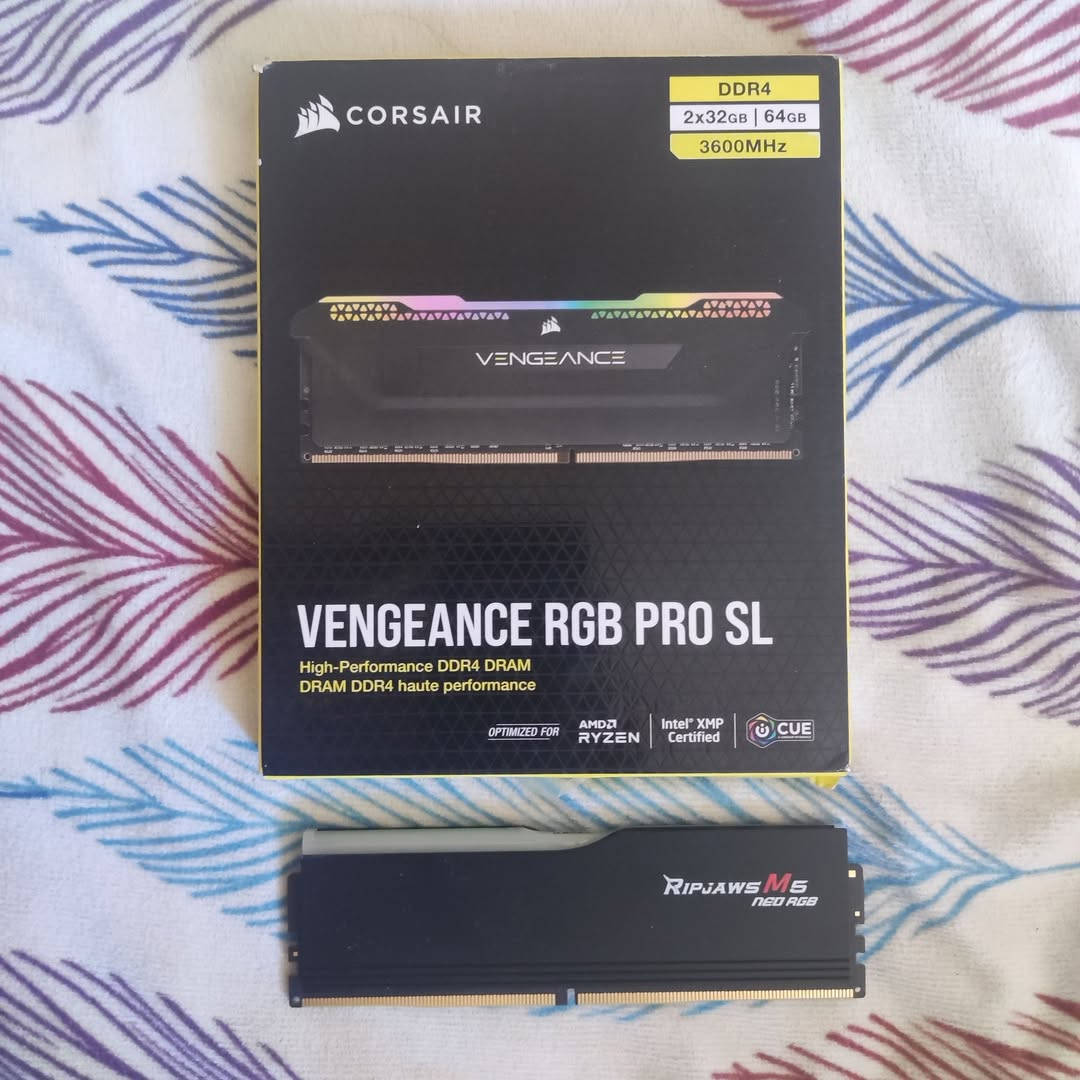 CORSAIR
DDR4
2x32GB | 64GB
3600MHz
VENGEANCE
VENGEANCE RGB PRO SL
High-Performance DDR4 DRAM
DRAM DDR4 haute performance
OPTIMIZED FOR
AMD
RYZEN
Intel® XMP
Certified
iCUE
RIPJAWS M5
NEO RGB